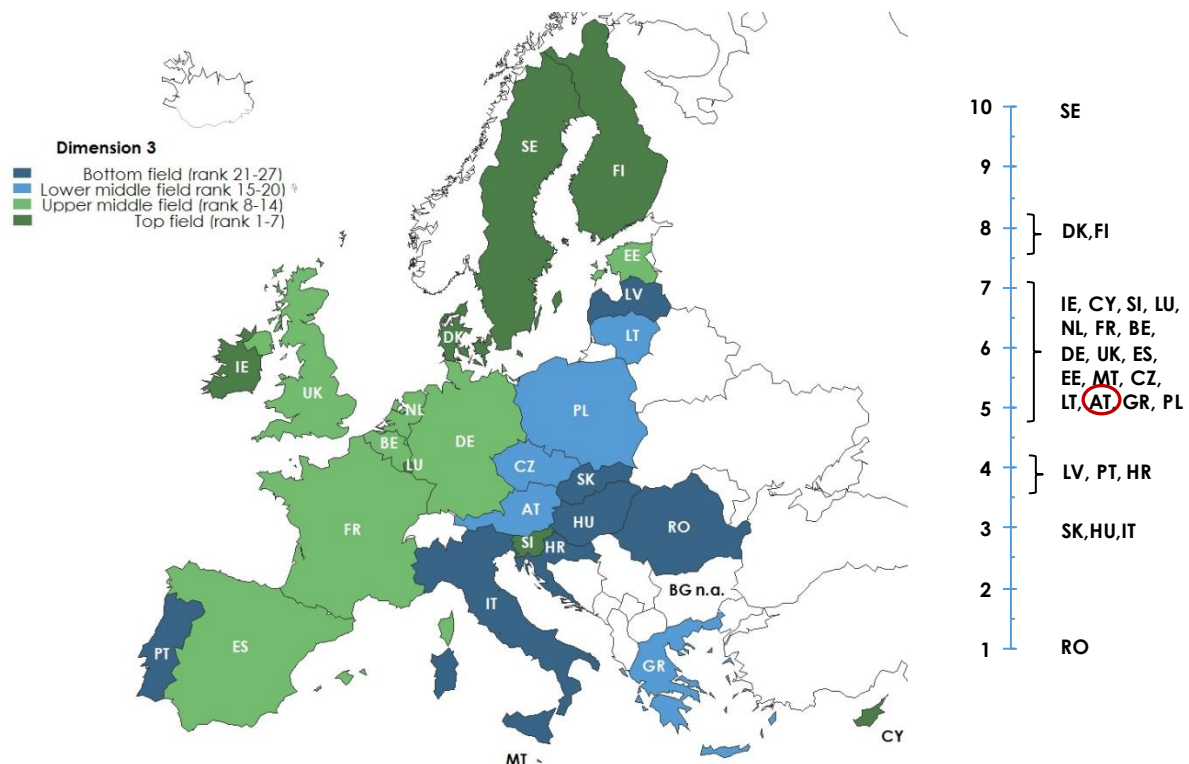 Dimension 3
Bottom field (rank 21-27)
Lower middle field rank 15-20)
Upper middle field (rank 8-14)
Top field (rank 1-7)
SE
FI
EE
LV
LT
DK
IE
UK
NL
BE
LU
DE
PL
CZ
SK
AT
HU
RO
FR
SI
HR
IT
BG n.a.
PT
ES
GR
MT
CY
10 SE
9
8 DK,FI
7
IE, CY, SI, LU,
NL, FR, BE,
6 DE, UK, ES,
EE, MT, CZ,
5 LT, AT, GR, PL
4 LV, PT, HR
3 SK,HU,IT
2
1 RO